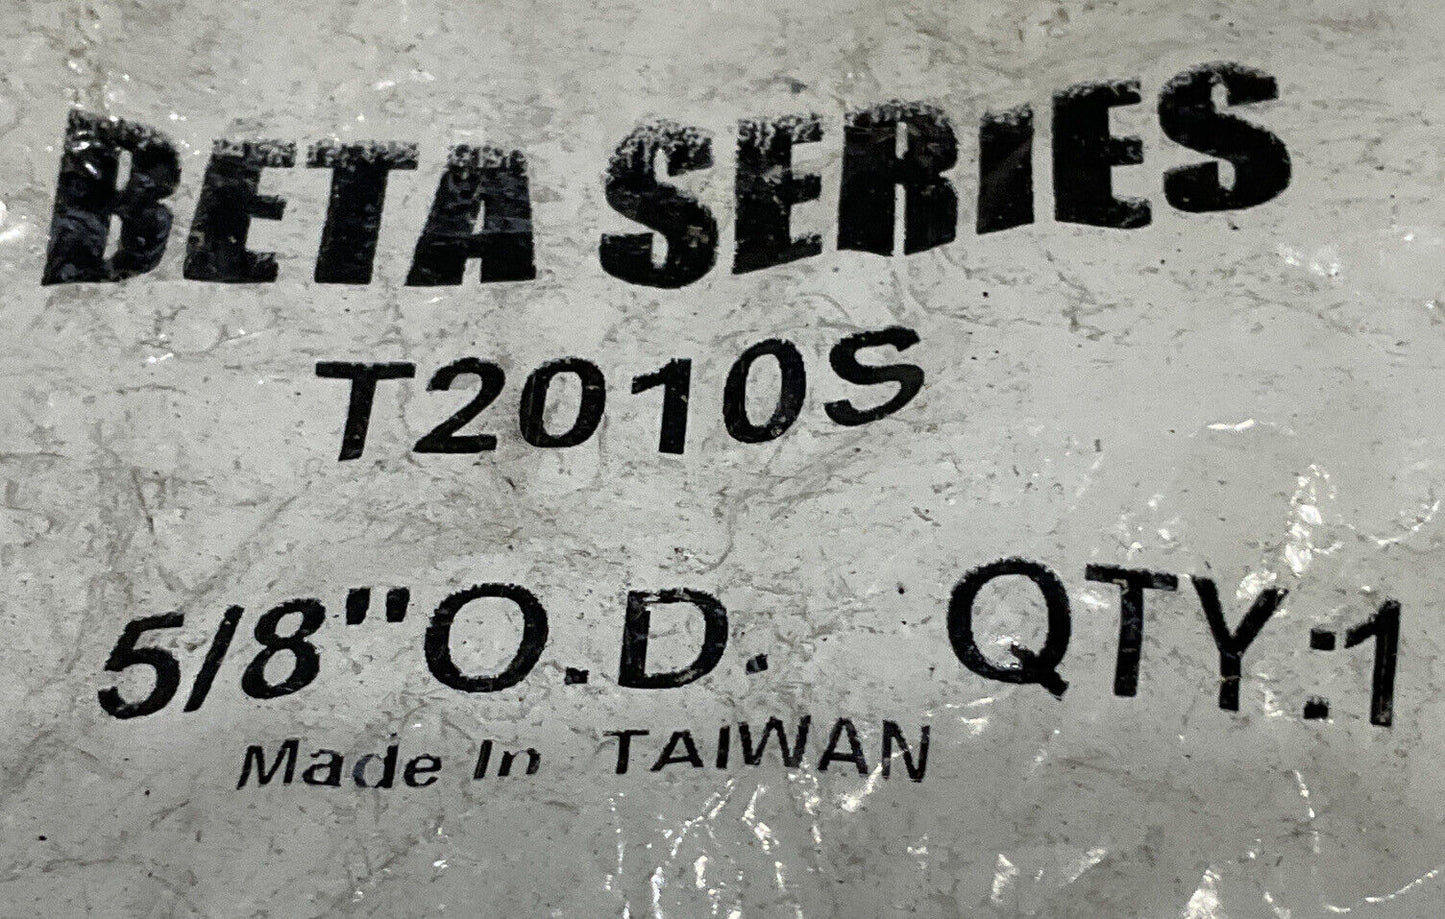 BETA SERIES
T2010S
5/8"O.D. QTY:1
Made In TAIWAN